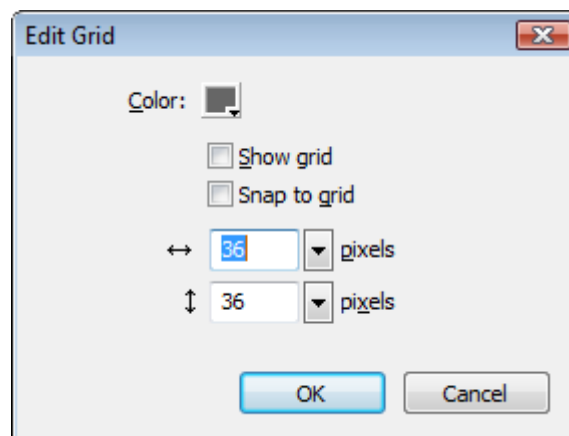 Edit Grid
Color:
Show grid
Snap to grid
36 pixels
36 pixels
OK Cancel